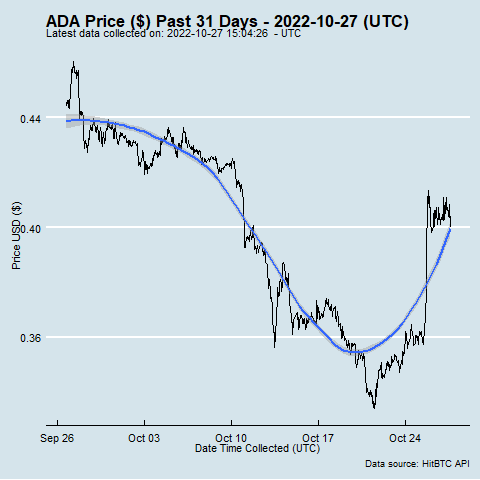 ADA Price ($) Past 31 Days - 2022-10-27 (UTC)
Latest data collected on: 2022-10-27 15:04:26 - UTC
0.44
0.40
0.36
Price USD ($)
Sep 26
Oct 03
Oct 10
Oct 17
Oct 24
Date Time Collected (UTC)
Data source: HitBTC API